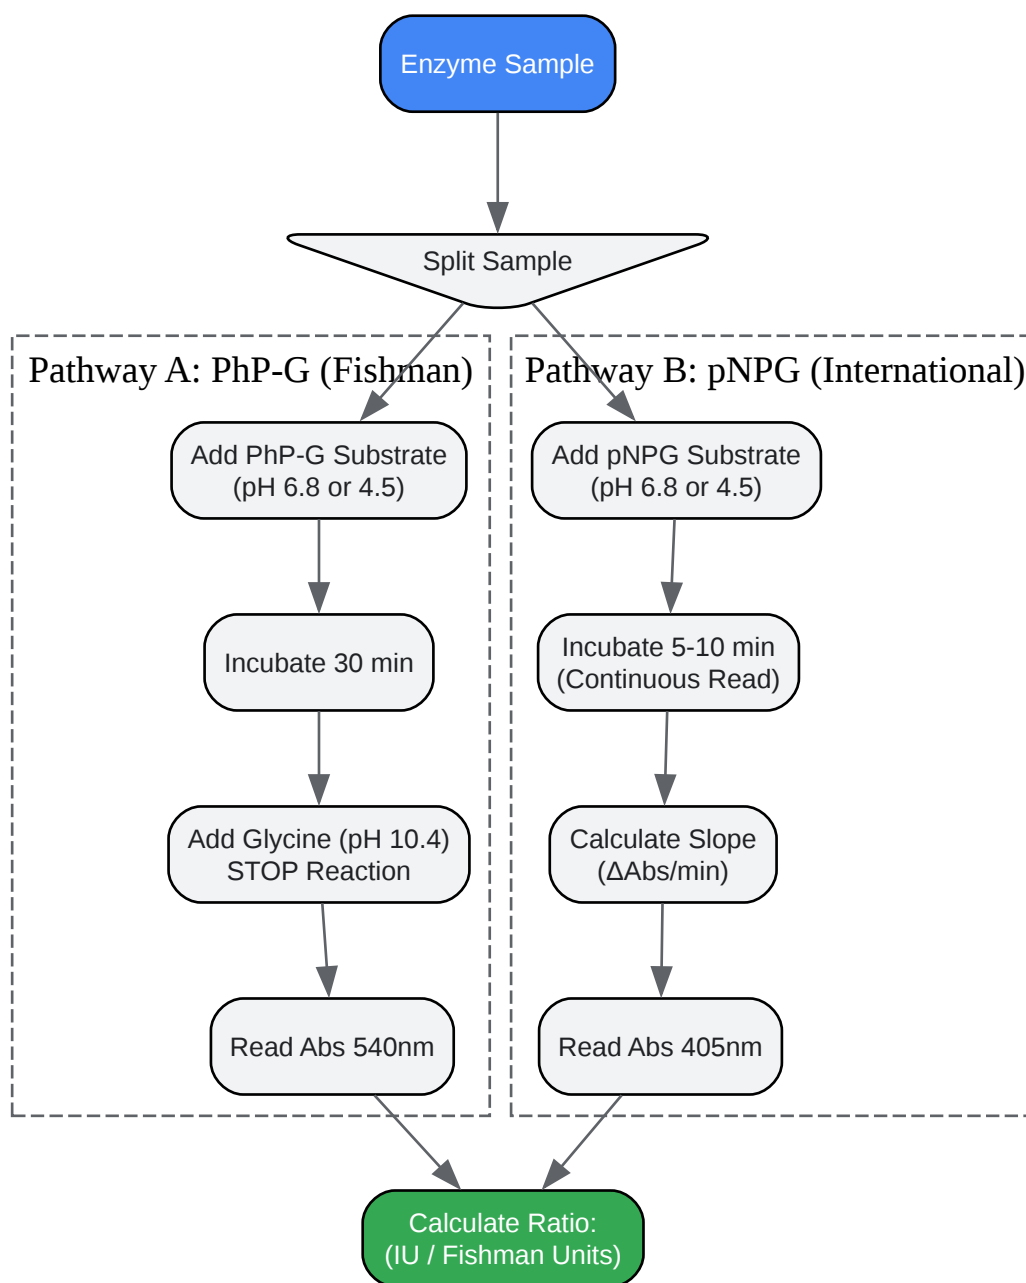 Enzyme Sample
Split Sample
Pathway A: PhP-G (Fishman)
Add PhP-G Substrate
(pH 6.8 or 4.5)
Incubate 30 min
Add Glycine (pH 10.4)
STOP Reaction
Read Abs 540nm
Pathway B: pNPG (International)
Add pNPG Substrate
(pH 6.8 or 4.5)
Incubate 5-10 min
(Continuous Read)
Calculate Slope
(ΔAbs/min)
Read Abs 405nm
Calculate Ratio:
(IU / Fishman Units)